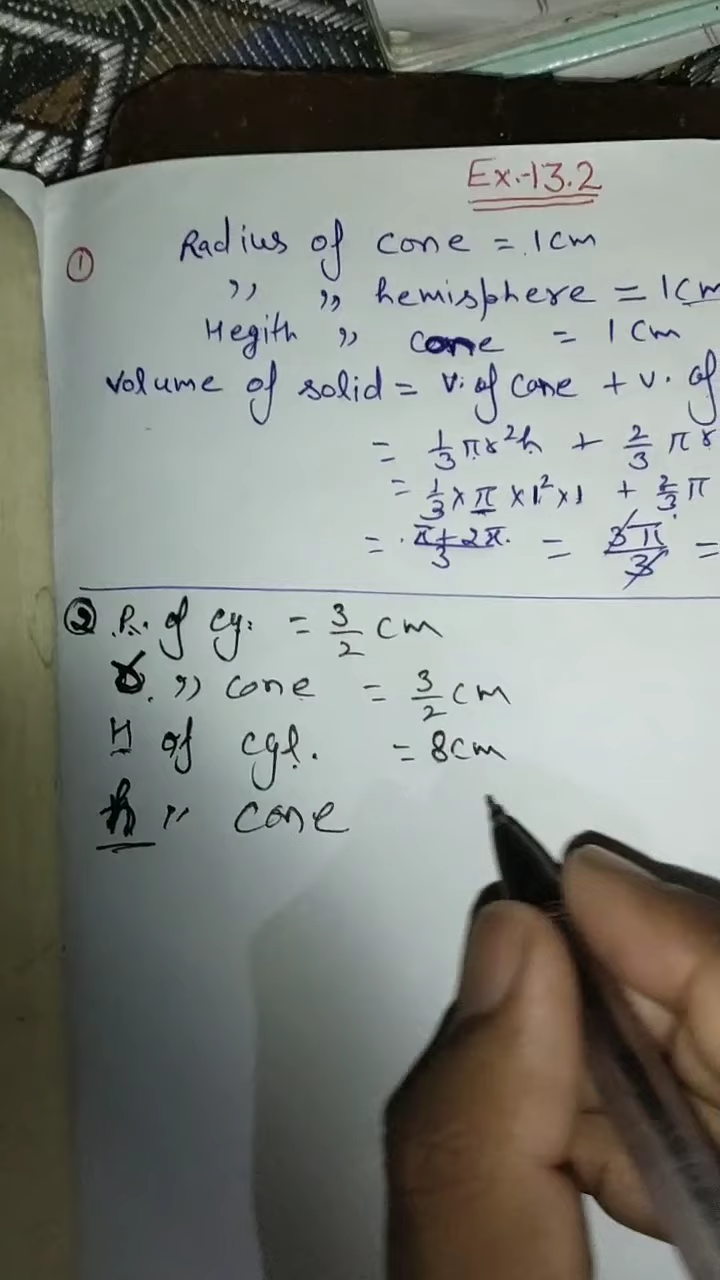 Ex.-13.2
① Radius of cone = 1cm
,, ,, hemisphere = 1cm
Hegith ,, cone = 1 cm
Volume of solid = V. of cone + V. of
= 1/3 πr²h + 2/3 πr
= 1/3 × π × 1² × 1 + 2/3 π
= π + 2π / 3 = 3π/3 =
② R. of cy. = 3/2 cm
r. ,, cone = 3/2 cm
H of cyl. = 8cm
h ,, cone